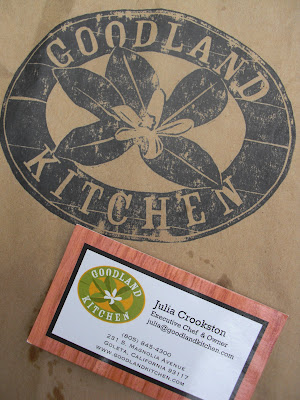 GOODLAND
KITCHEN
GOODLAND
KITCHEN
Julia Crookston
Executive Chef & Owner
julia@goodlandkitchen.com
(805) 845-4300
231 S. Magnolia Avenue
Goleta, California 93117
www.goodlandkitchen.com